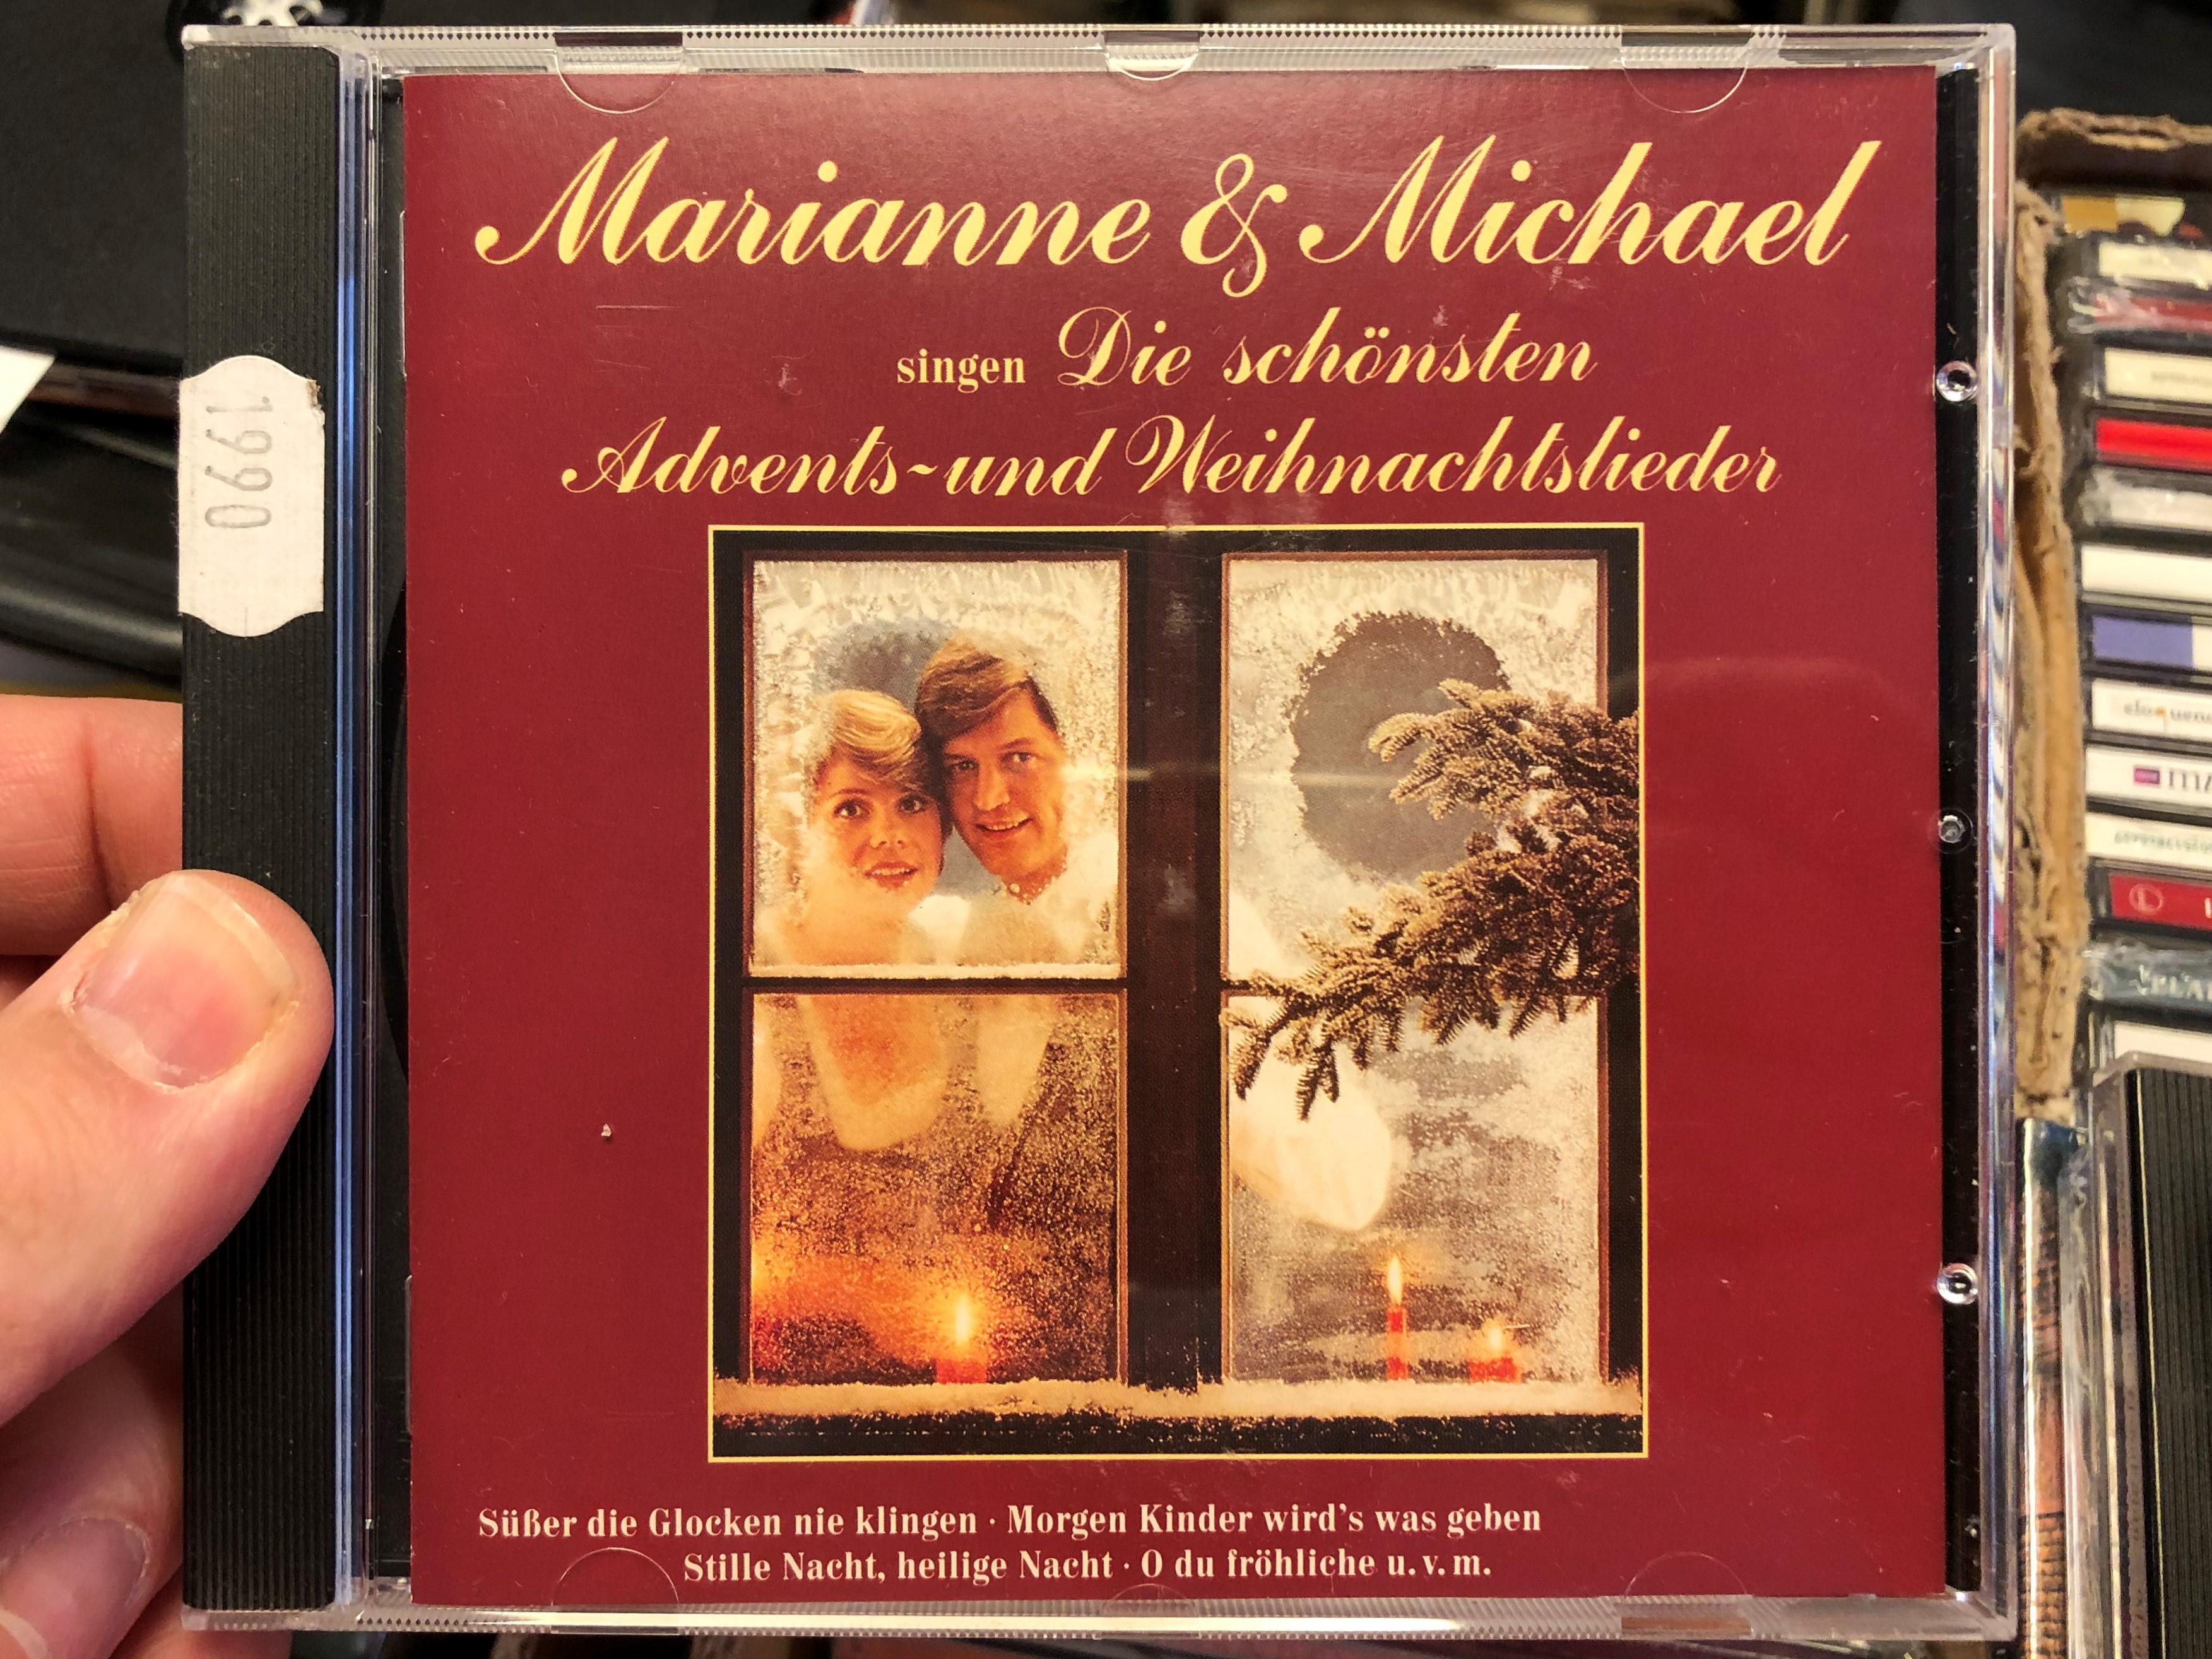 Marianne & Michael
singen Die schönsten
Advents-und Weihnachtslieder
Süßer die Glocken nie klingen · Morgen Kinder wird's was geben
Stille Nacht, heilige Nacht · O du fröhliche u. v. m.
1990